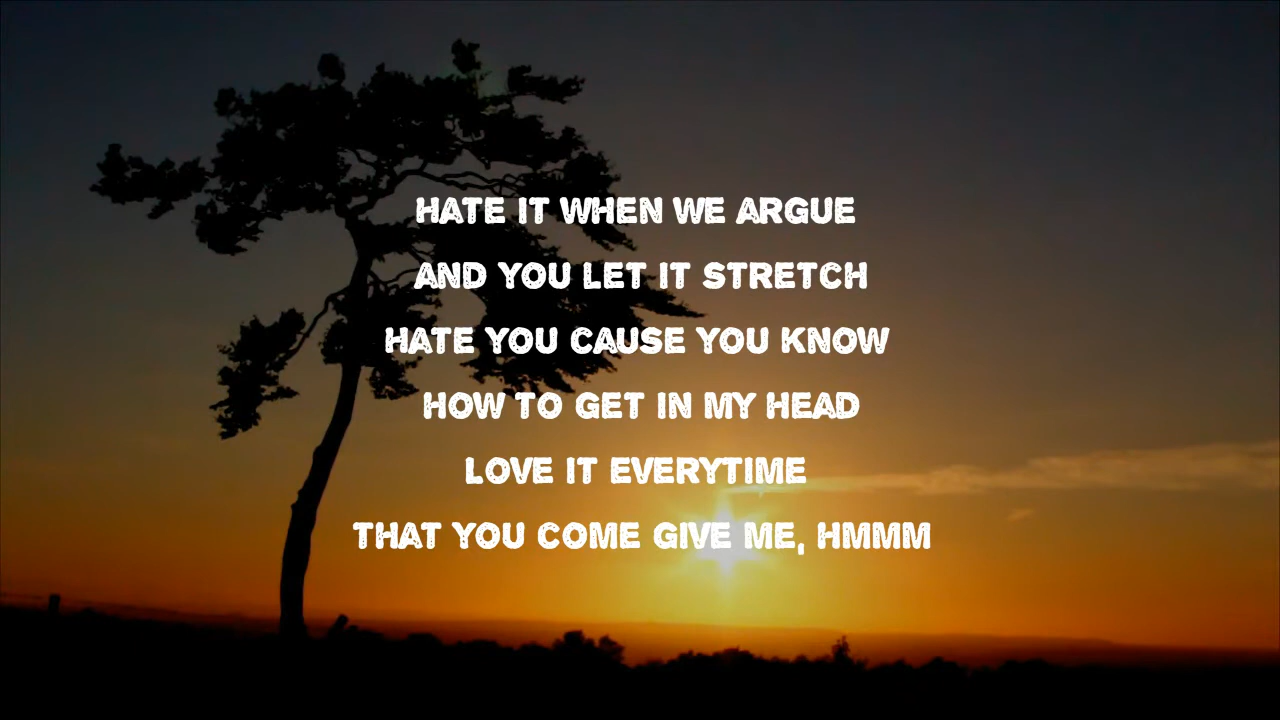 HATE IT WHEN WE ARGUE
AND YOU LET IT STRETCH
HATE YOU CAUSE YOU KNOW
HOW TO GET IN MY HEAD
LOVE IT EVERYTIME
THAT YOU COME GIVE ME, HMMM